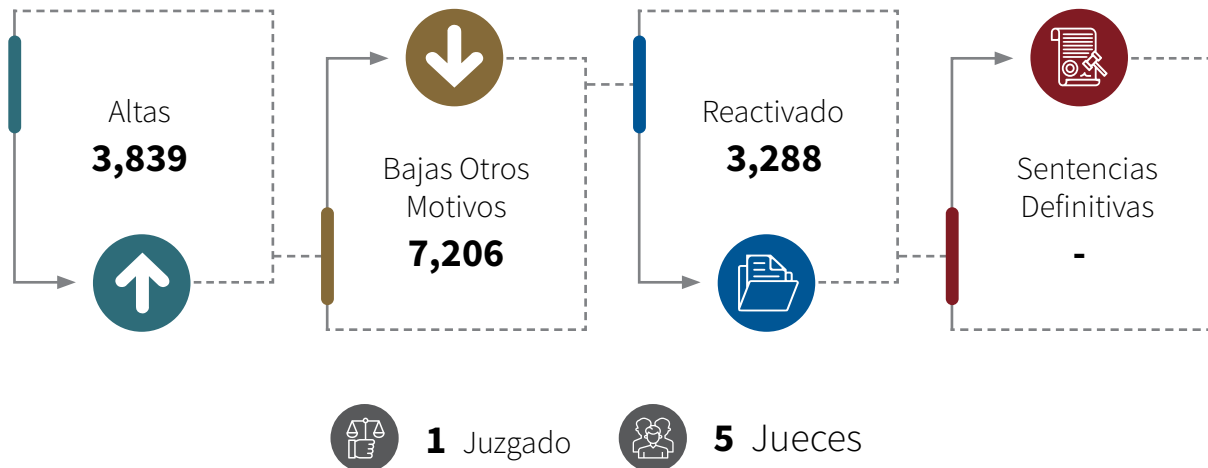 Altas
3,839
Bajas Otros
Motivos
7,206
Reactivado
3,288
Sentencias
Definitivas
-
1 Juzgado
5 Jueces